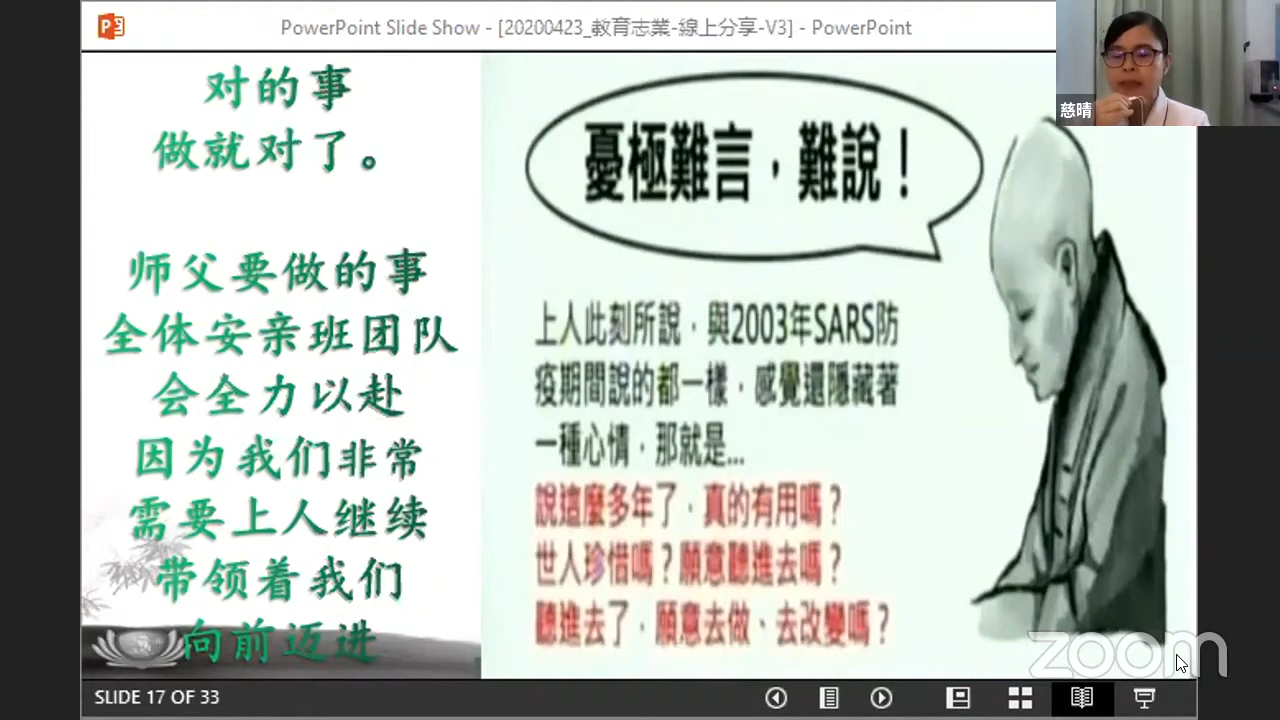 PowerPoint Slide Show - [20200423_教育志業-線上分享-V3] - PowerPoint
慈晴
对的事
做就对了。
师父要做的事
全体安亲班团队
会全力以赴
因为我们非常
需要上人继续
带领着我们
向前迈进
憂極難言，難說！
上人此刻所說，與2003年SARS防
疫期間說的都一樣，感覺還隱藏著
一種心情，那就是...
說這麼多年了，真的有用嗎？
世人珍惜嗎？願意聽進去嗎？
聽進去了，願意去做、去改變嗎？
zoom
SLIDE 17 OF 33